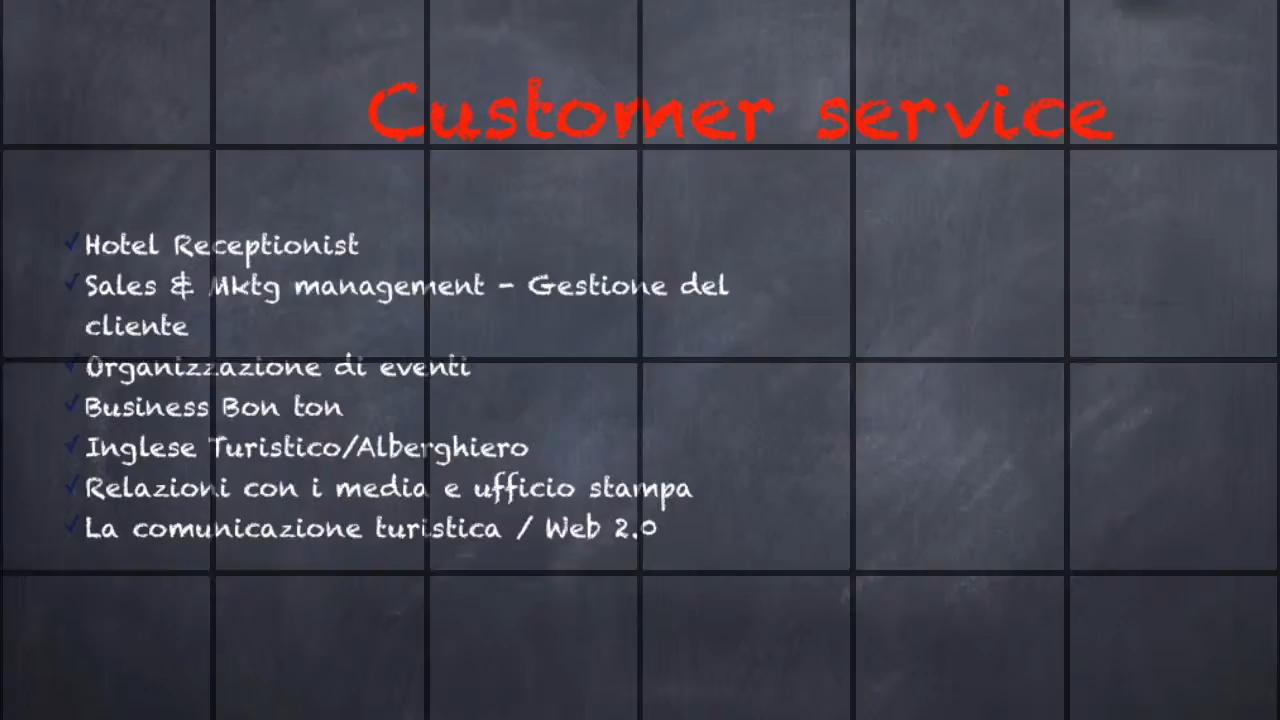 Customer service
✓Hotel Receptionist
✓Sales & Mktg management - Gestione del
cliente
✓Organizzazione di eventi
✓Business Bon ton
✓Inglese Turistico/Alberghiero
✓Relazioni con i media e ufficio stampa
✓La comunicazione turistica / Web 2.0